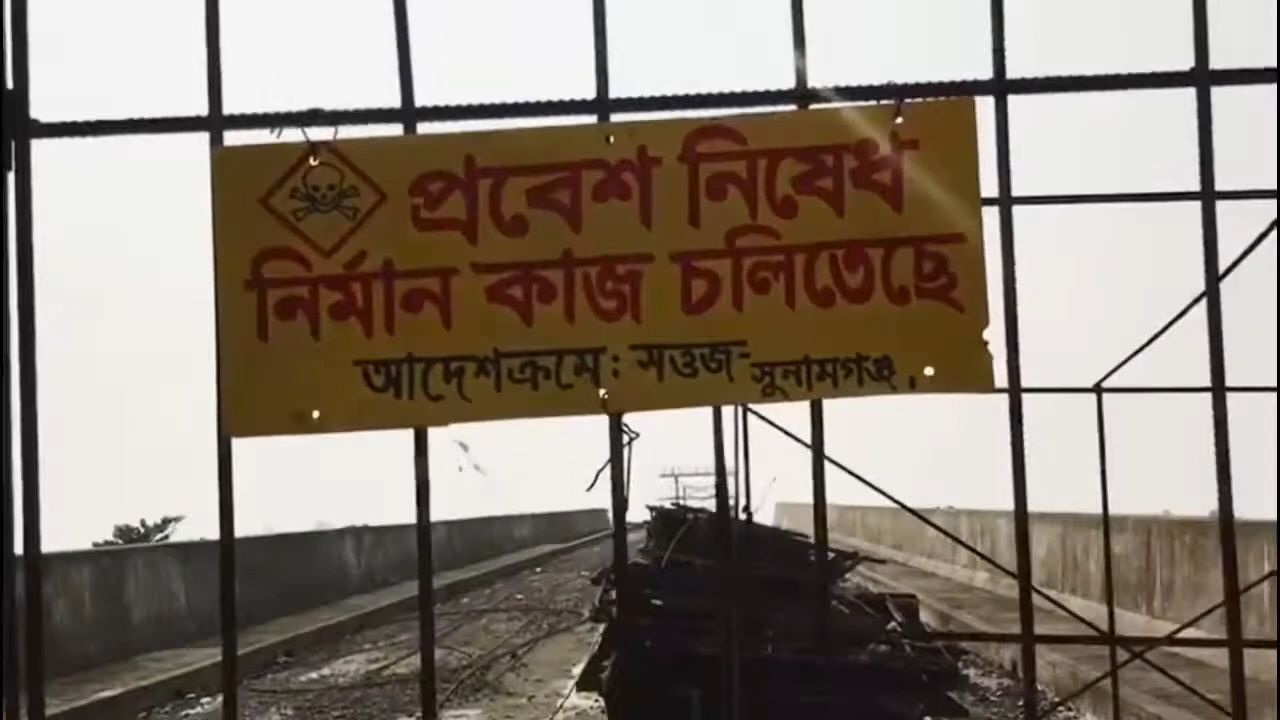 প্রবেশ নিষেধ
নির্মান কাজ চলিতেছে
আদেশক্রমে: সওজ-সুনামগঞ্জ.